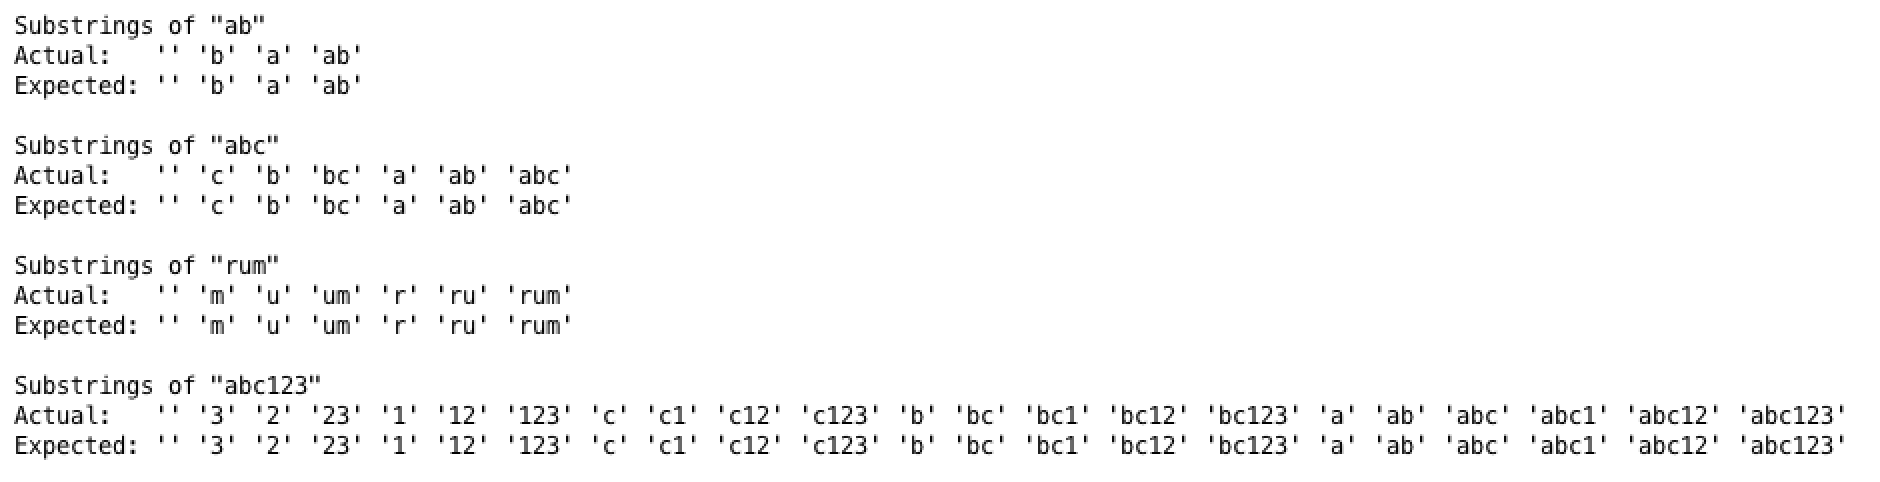 Substrings of "ab"
Actual:   '' 'b' 'a' 'ab'
Expected: '' 'b' 'a' 'ab'

Substrings of "abc"
Actual:   '' 'c' 'b' 'bc' 'a' 'ab' 'abc'
Expected: '' 'c' 'b' 'bc' 'a' 'ab' 'abc'

Substrings of "rum"
Actual:   '' 'm' 'u' 'um' 'r' 'ru' 'rum'
Expected: '' 'm' 'u' 'um' 'r' 'ru' 'rum'

Substrings of "abc123"
Actual:   '' '3' '2' '23' '1' '12' '123' 'c' 'c1' 'c12' 'c123' 'b' 'bc' 'bc1' 'bc12' 'bc123' 'a' 'ab' 'abc' 'abc1' 'abc12' 'abc123'
Expected: '' '3' '2' '23' '1' '12' '123' 'c' 'c1' 'c12' 'c123' 'b' 'bc' 'bc1' 'bc12' 'bc123' 'a' 'ab' 'abc' 'abc1' 'abc12' 'abc123'